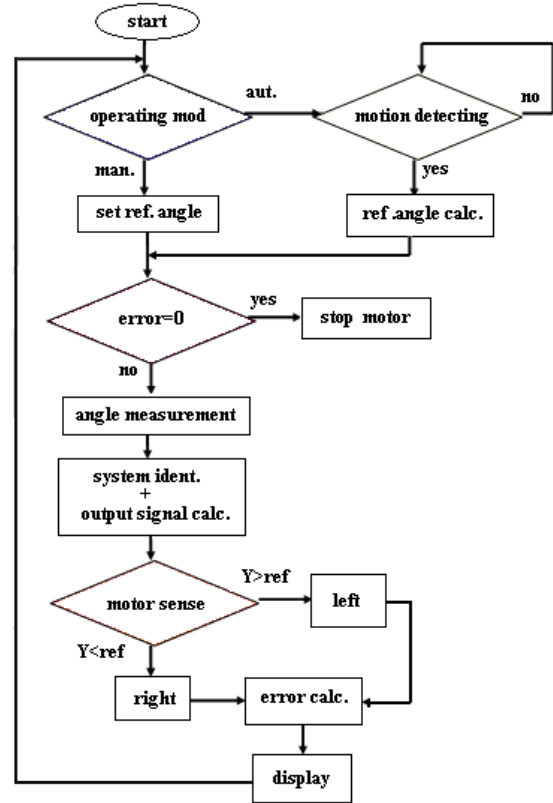 start
aut.
no
operating mod
motion detecting
man.
yes
set ref. angle
ref .angle calc.
yes
error=0
stop motor
no
angle measurement
system ident.
+
output signal calc.
Y>ref
motor sense
left
Y<ref
right
error calc.
display